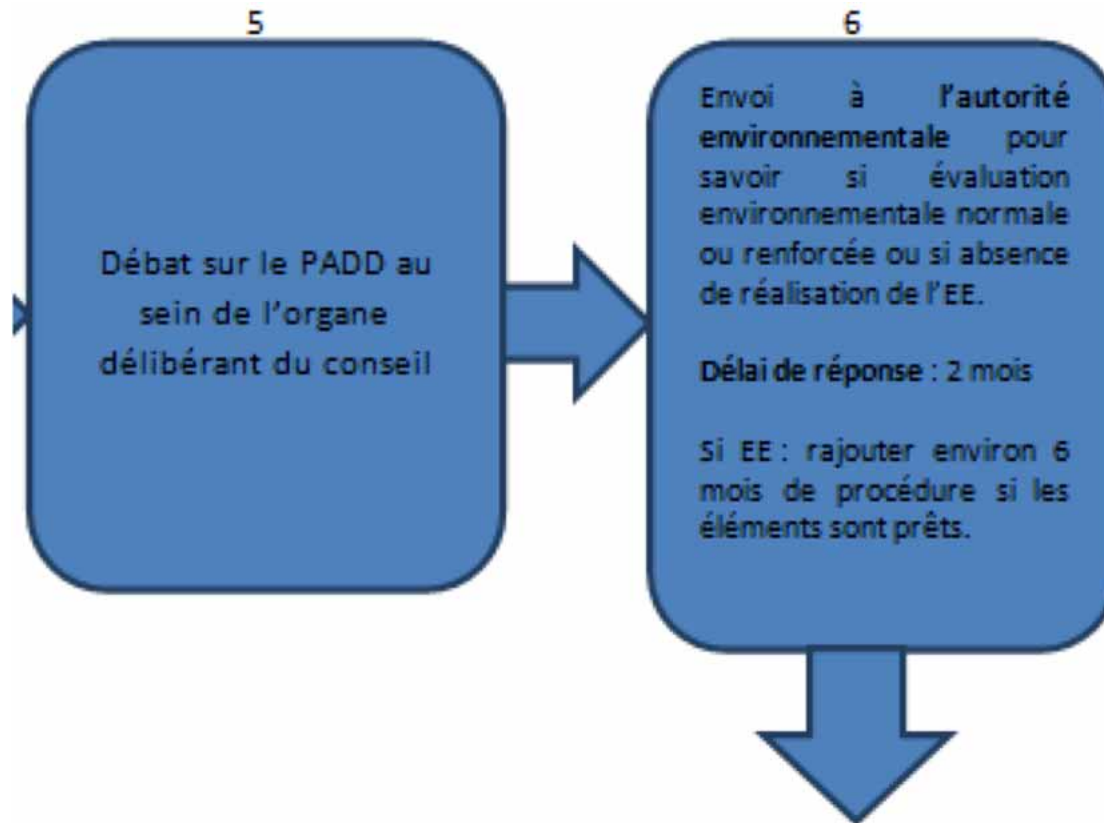 5
Débat sur le PADD au
sein de l'organe
délibérant du conseil
6
Envoi à l'autorité
environnementale pour
savoir si évaluation
environnementale normale
ou renforcée ou si absence
de réalisation de l'EE.
Délai de réponse : 2 mois
Si EE : rajouter environ 6
mois de procédure si les
éléments sont prêts.